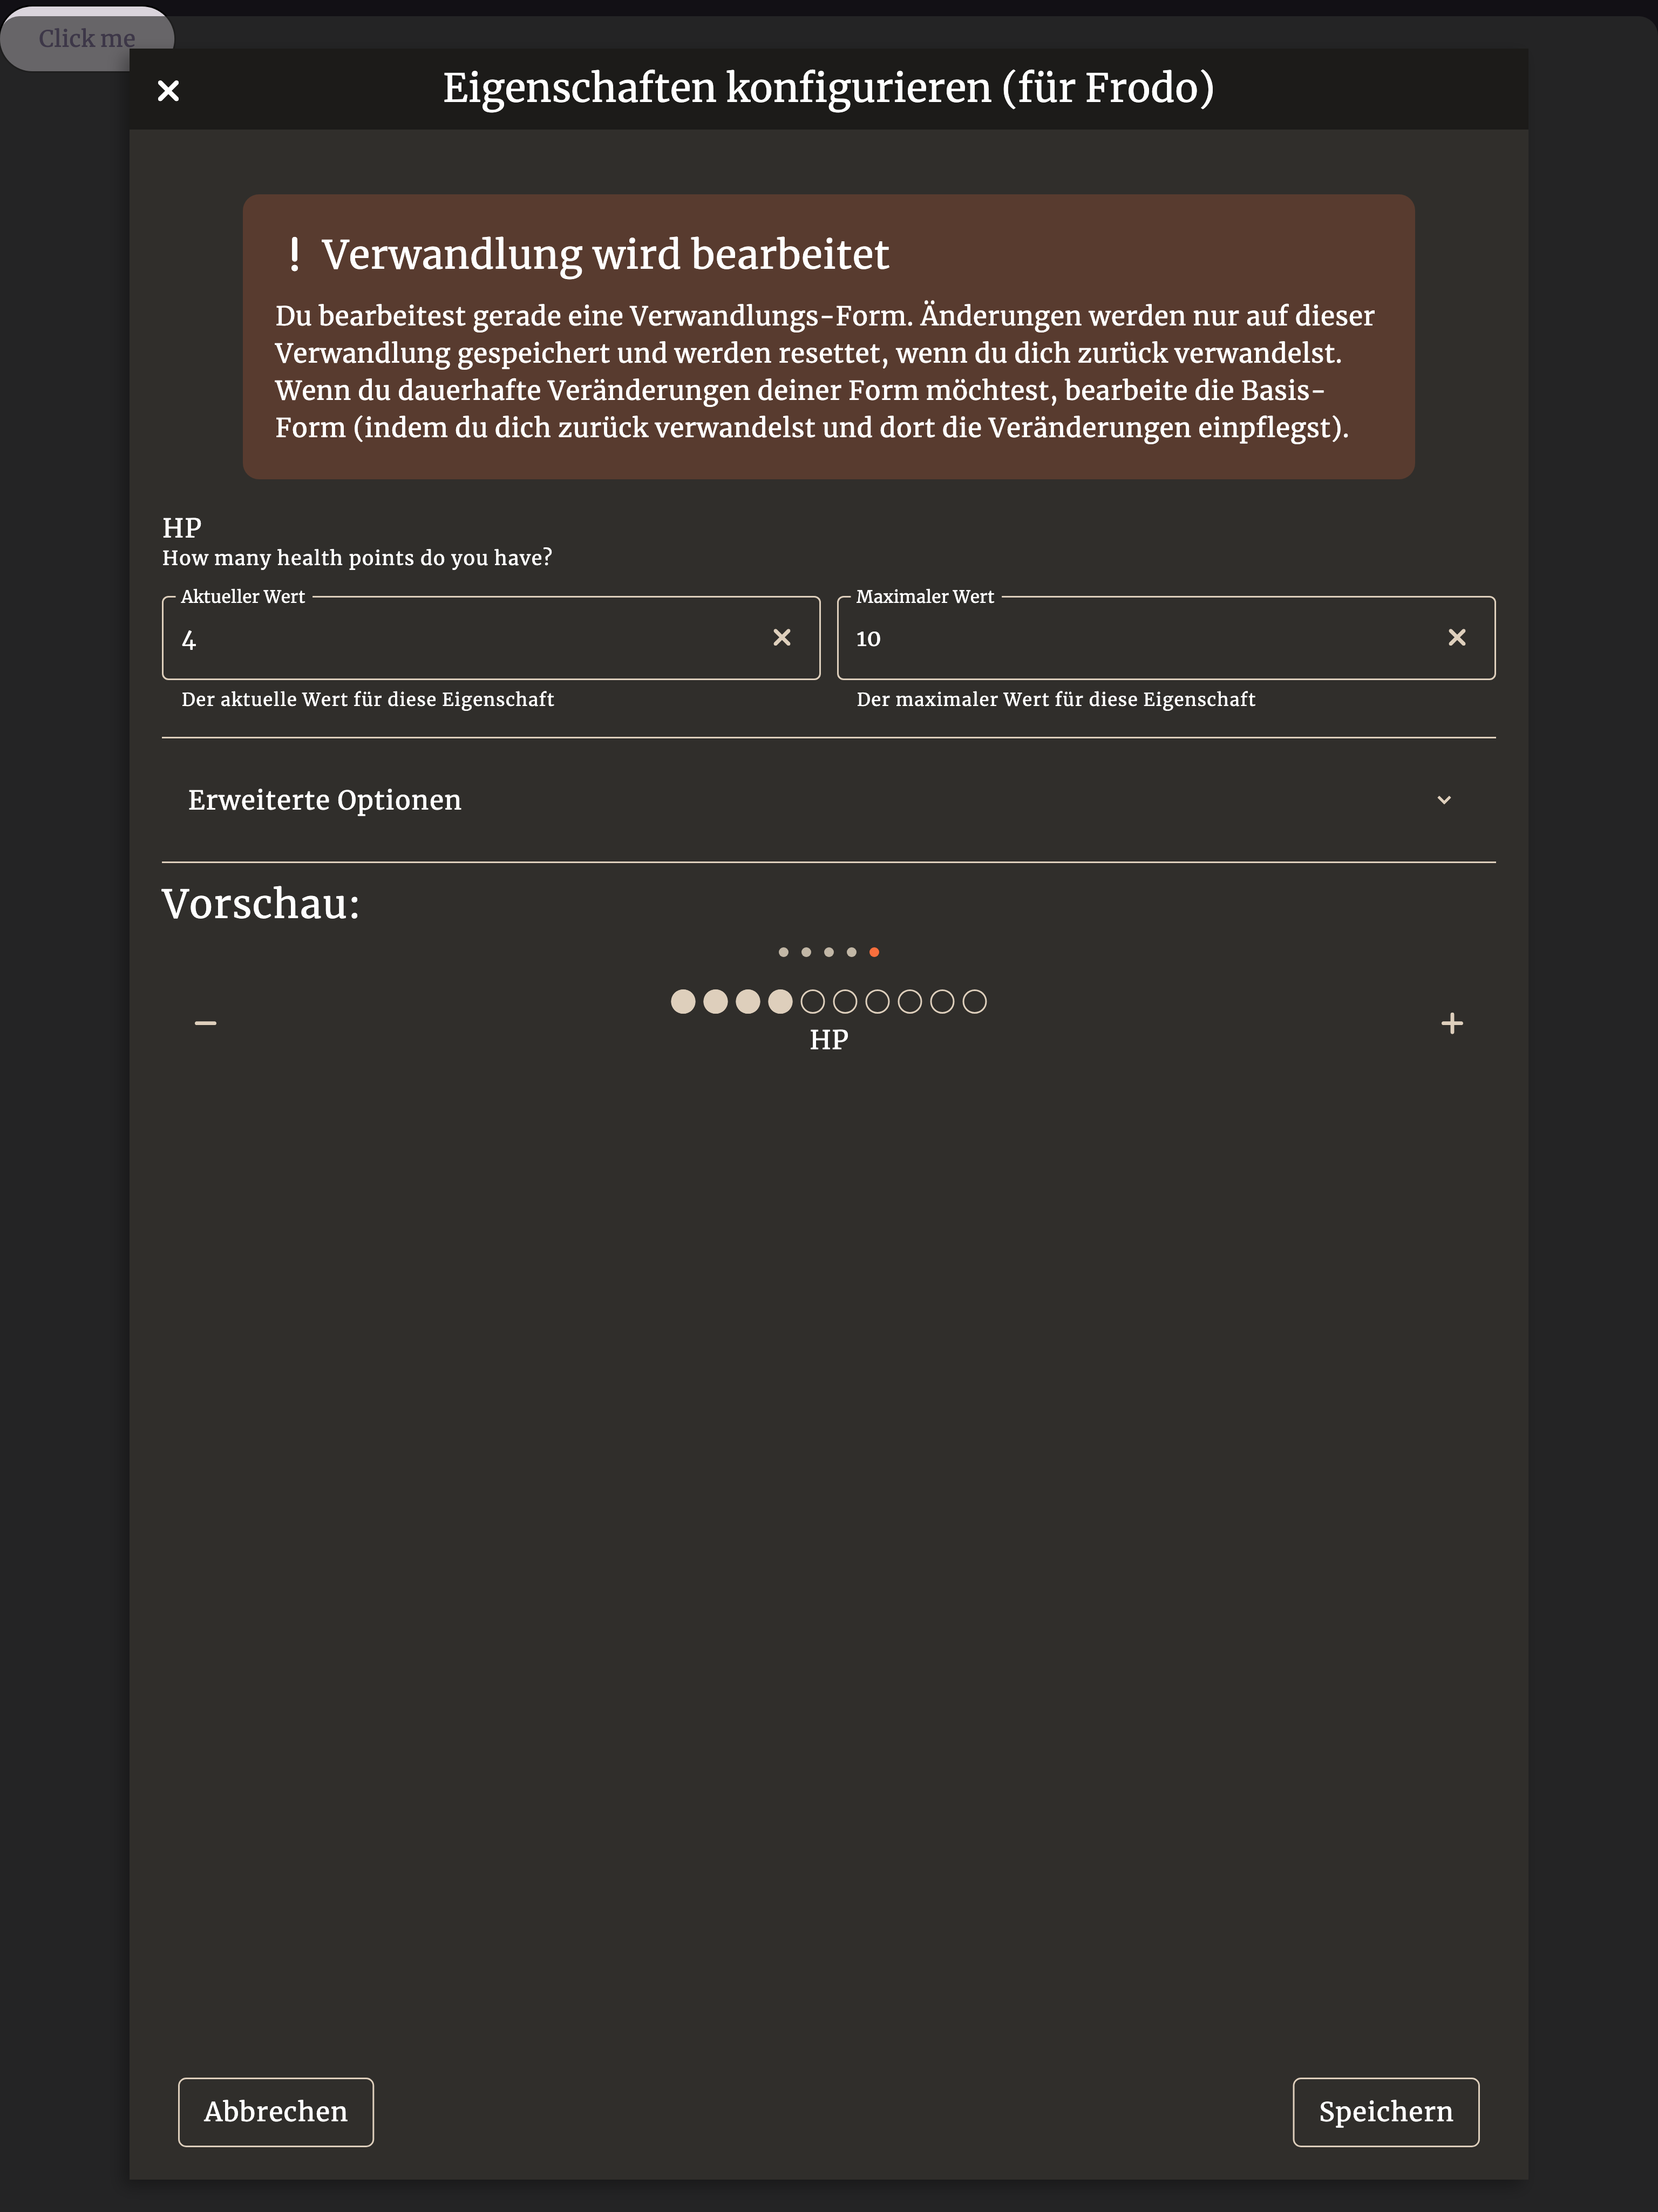 Click me
Eigenschaften konfigurieren (für Frodo)
! Verwandlung wird bearbeitet
Du bearbeitest gerade eine Verwandlungs-Form. Änderungen werden nur auf dieser
Verwandlung gespeichert und werden resettet, wenn du dich zurück verwandelst.
Wenn du dauerhafte Veränderungen deiner Form möchtest, bearbeite die Basis-
Form (indem du dich zurück verwandelst und dort die Veränderungen einpflegst).
HP
How many health points do you have?
Aktueller Wert
4
Der aktuelle Wert für diese Eigenschaft
Maximaler Wert
10
Der maximaler Wert für diese Eigenschaft
Erweiterte Optionen
Vorschau:
HP
Abbrechen
Speichern